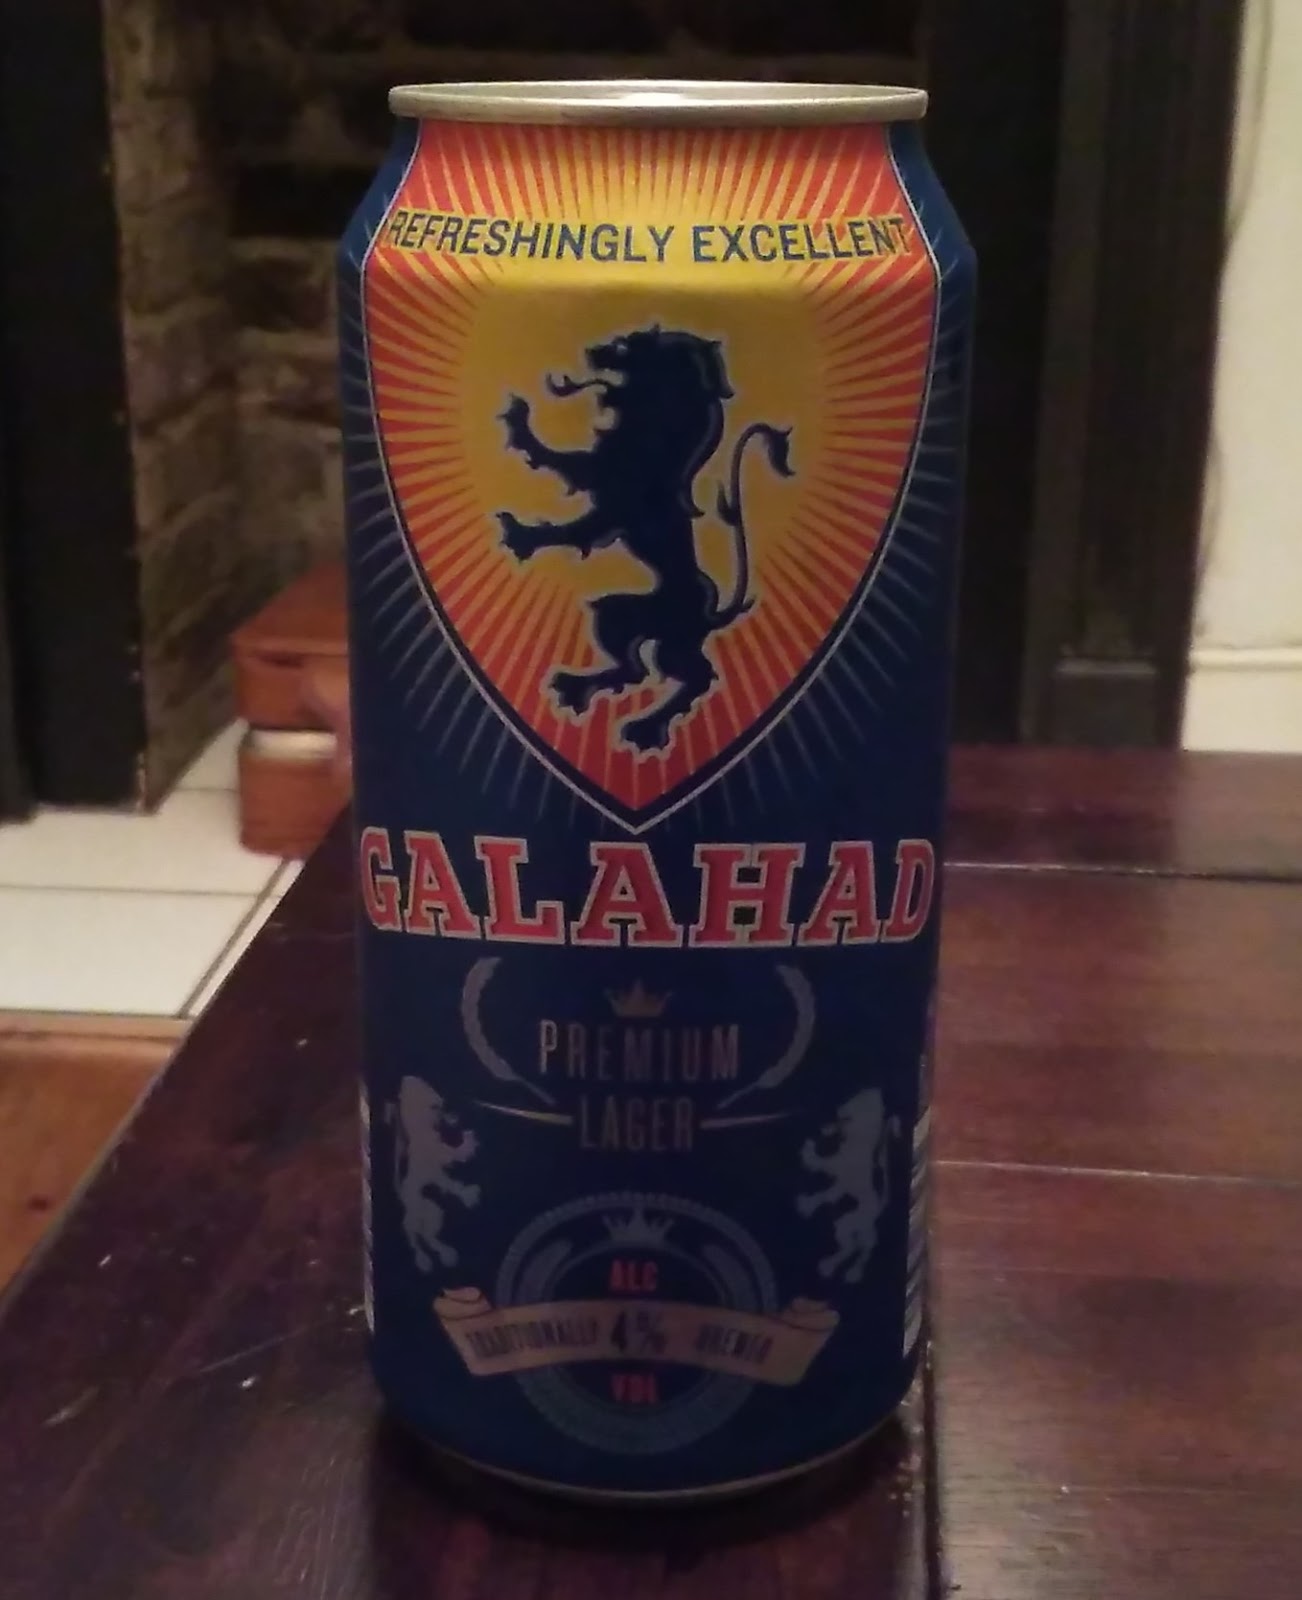 REFRESHINGLY EXCELLENT
GALAHAD
PREMIUM
LAGER
ALC
TRADITIONALLY 4% BREWED
VOL